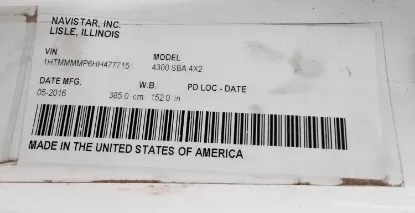 NAVISTAR, INC.
LISLE, ILLINOIS
VIN MODEL
1HTMMMMP6HH477715 4300 SBA 4X2
DATE MFG. W.B. PD LOC - DATE
05-2016 385.0 cm 152.0 in
MADE IN THE UNITED STATES OF AMERICA